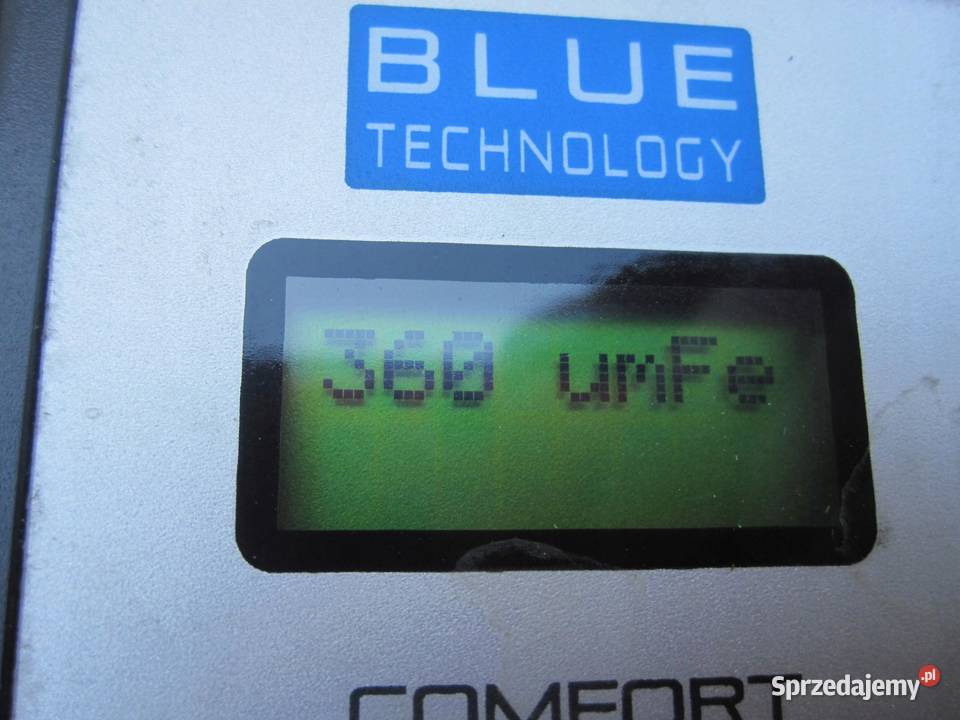 BLUE
TECHNOLOGY
360 umFe
COMFORT
Sprzedajemy.pl